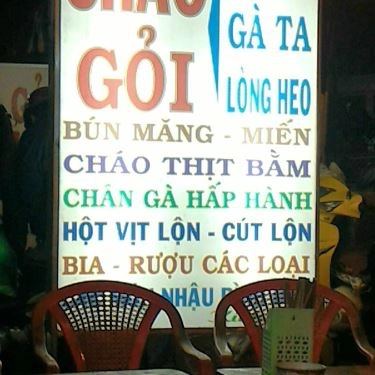 CHÁO
GỎI
GÀ TA
LÒNG HEO
BÚN MĂNG - MIẾN
CHÁO THỊT BẰM
CHÂN GÀ HẤP HÀNH
HỘT VỊT LỘN - CÚT LỘN
BIA - RƯỢU CÁC LOẠI
NHẬU